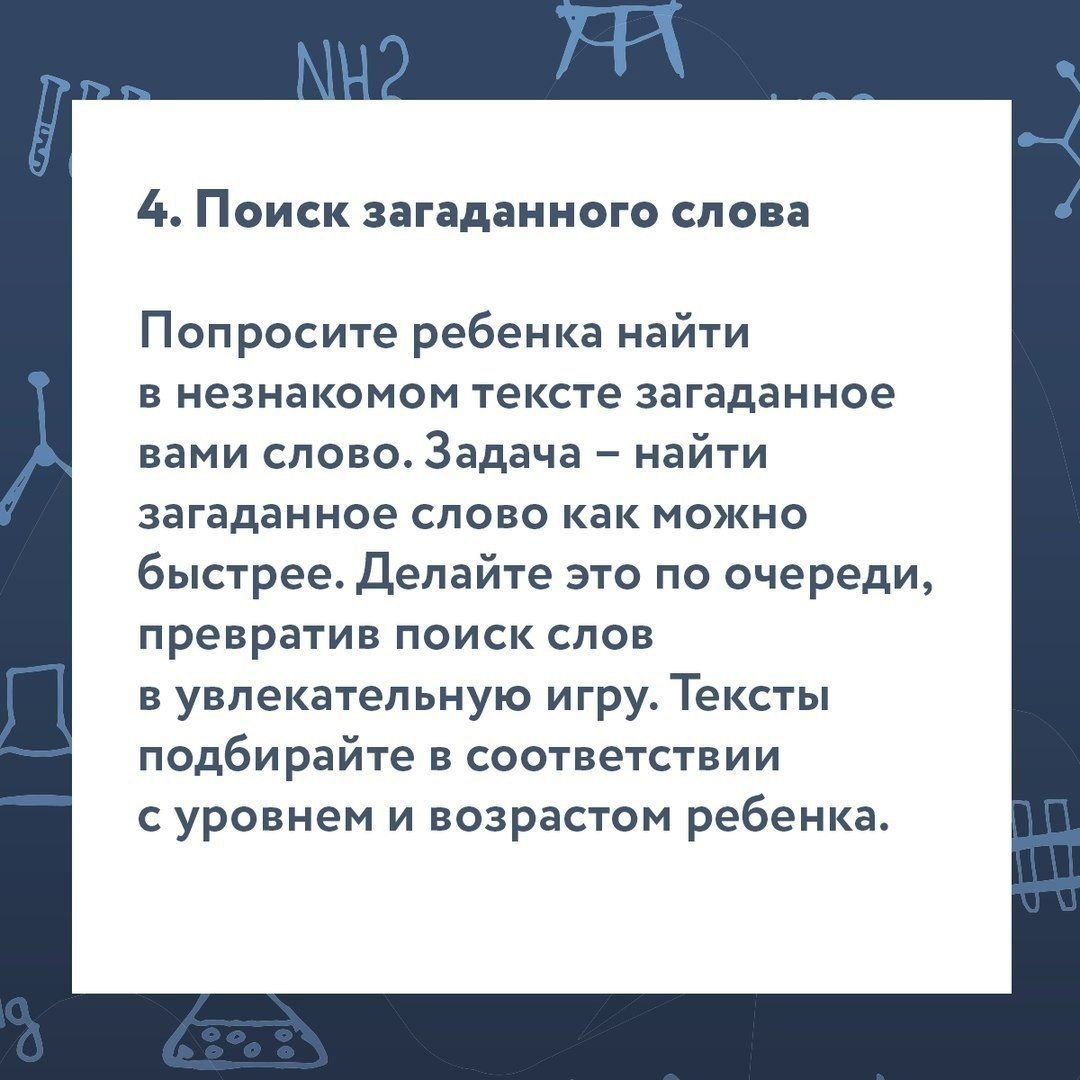 NH2
4. Поиск загаданного слова
Попросите ребенка найти
в незнакомом тексте загаданное
вами слово. Задача – найти
загаданное слово как можно
быстрее. Делайте это по очереди,
превратив поиск слов
в увлекательную игру. Тексты
подбирайте в соответствии
с уровнем и возрастом ребенка.